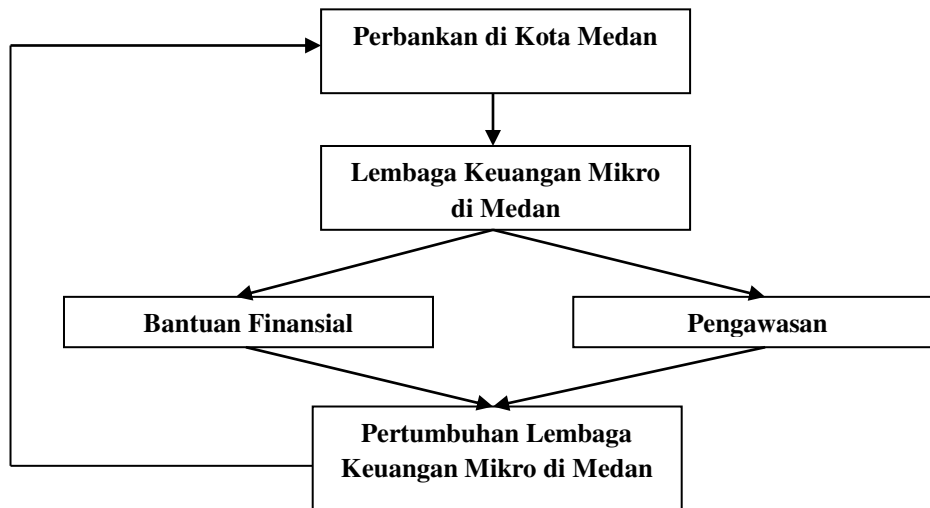 Perbankan di Kota Medan
Lembaga Keuangan Mikro
di Medan
Bantuan Finansial
Pengawasan
Pertumbuhan Lembaga
Keuangan Mikro di Medan